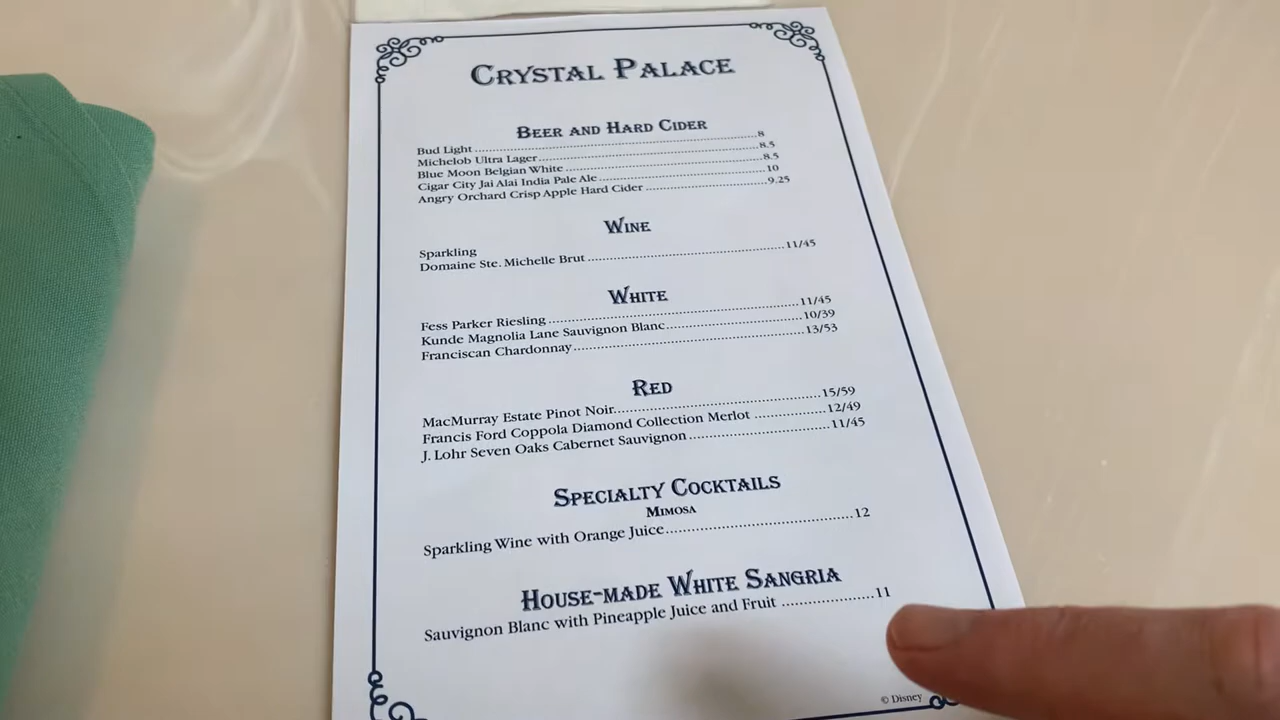 CRYSTAL PALACE
BEER AND HARD CIDER
Bud Light ........ 8
Michelob Ultra Lager ........ 8.5
Blue Moon Belgian White ........ 8.5
Cigar City Jai Alai India Pale Ale ........ 10
Angry Orchard Crisp Apple Hard Cider ........ 9.25
WINE
Sparkling
Domaine Ste. Michelle Brut ........ 11/45
WHITE
Fess Parker Riesling ........ 11/45
Kunde Magnolia Lane Sauvignon Blanc ........ 10/39
Franciscan Chardonnay ........ 13/53
RED
MacMurray Estate Pinot Noir ........ 15/59
Francis Ford Coppola Diamond Collection Merlot ........ 12/49
J. Lohr Seven Oaks Cabernet Sauvignon ........ 11/45
SPECIALTY COCKTAILS
MIMOSA
Sparkling Wine with Orange Juice ........ 12
HOUSE-MADE WHITE SANGRIA
Sauvignon Blanc with Pineapple Juice and Fruit ........ 11
© Disney